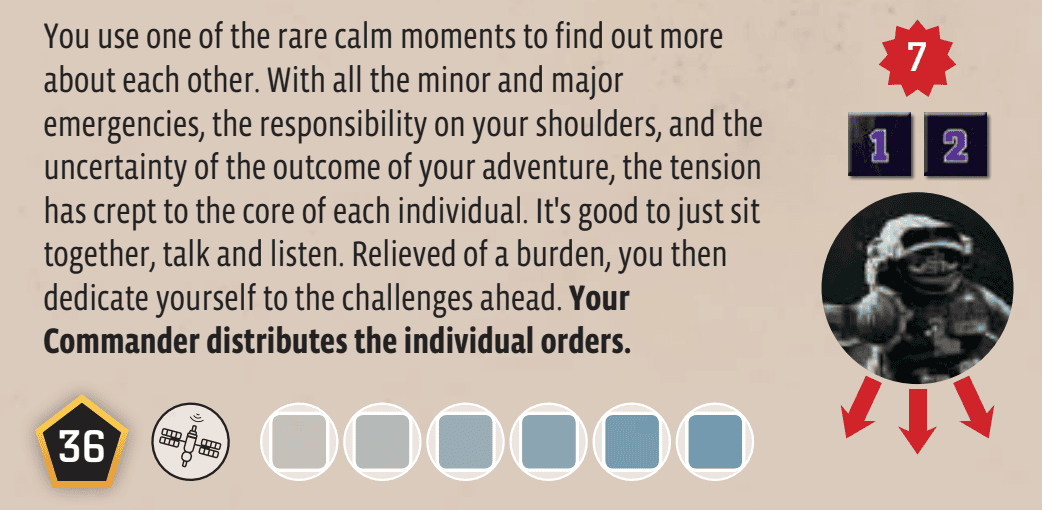 You use one of the rare calm moments to find out more
about each other. With all the minor and major
emergencies, the responsibility on your shoulders, and the
uncertainty of the outcome of your adventure, the tension
has crept to the core of each individual. It's good to just sit
together, talk and listen. Relieved of a burden, you then
dedicate yourself to the challenges ahead. Your
Commander distributes the individual orders.
7
1 2
36